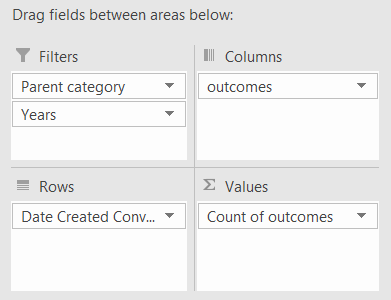 Drag fields between areas below:
Filters
Parent category
Years
Columns
outcomes
Rows
Date Created Conv...
Values
Count of outcomes